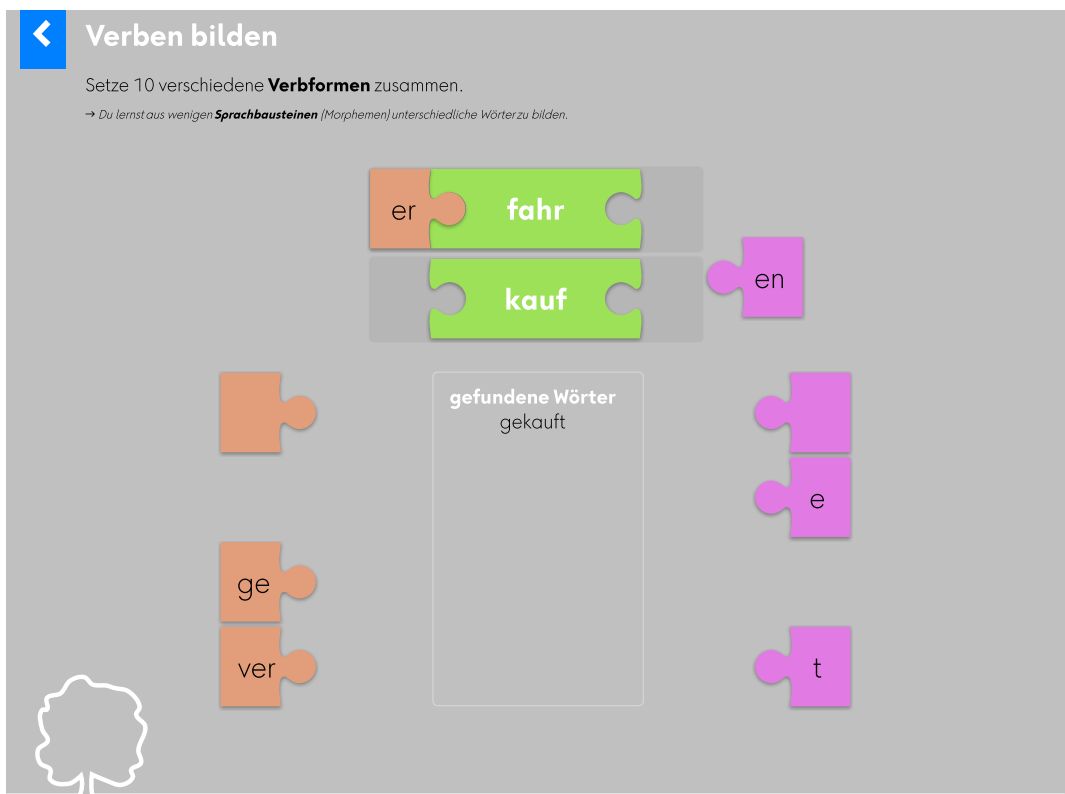 Verben bilden
Setze 10 verschiedene Verbformen zusammen.
→ Du lernst aus wenigen Sprachbausteinen (Morphemen) unterschiedliche Wörter zu bilden.
er fahr
en
kauf
gefundene Wörter
gekauft
e
ge
ver
t